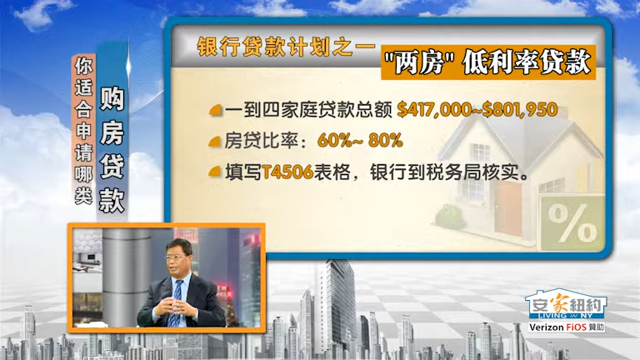 银行贷款计划之一
"两房" 低利率贷款
你适合申请哪类
购房贷款
一到四家庭贷款总额 $417,000~$801,950
房贷比率：60%~ 80%
填写T4506表格，银行到税务局核实。
%
安家紐約
LIVING in NY
Verizon FiOS 贊助